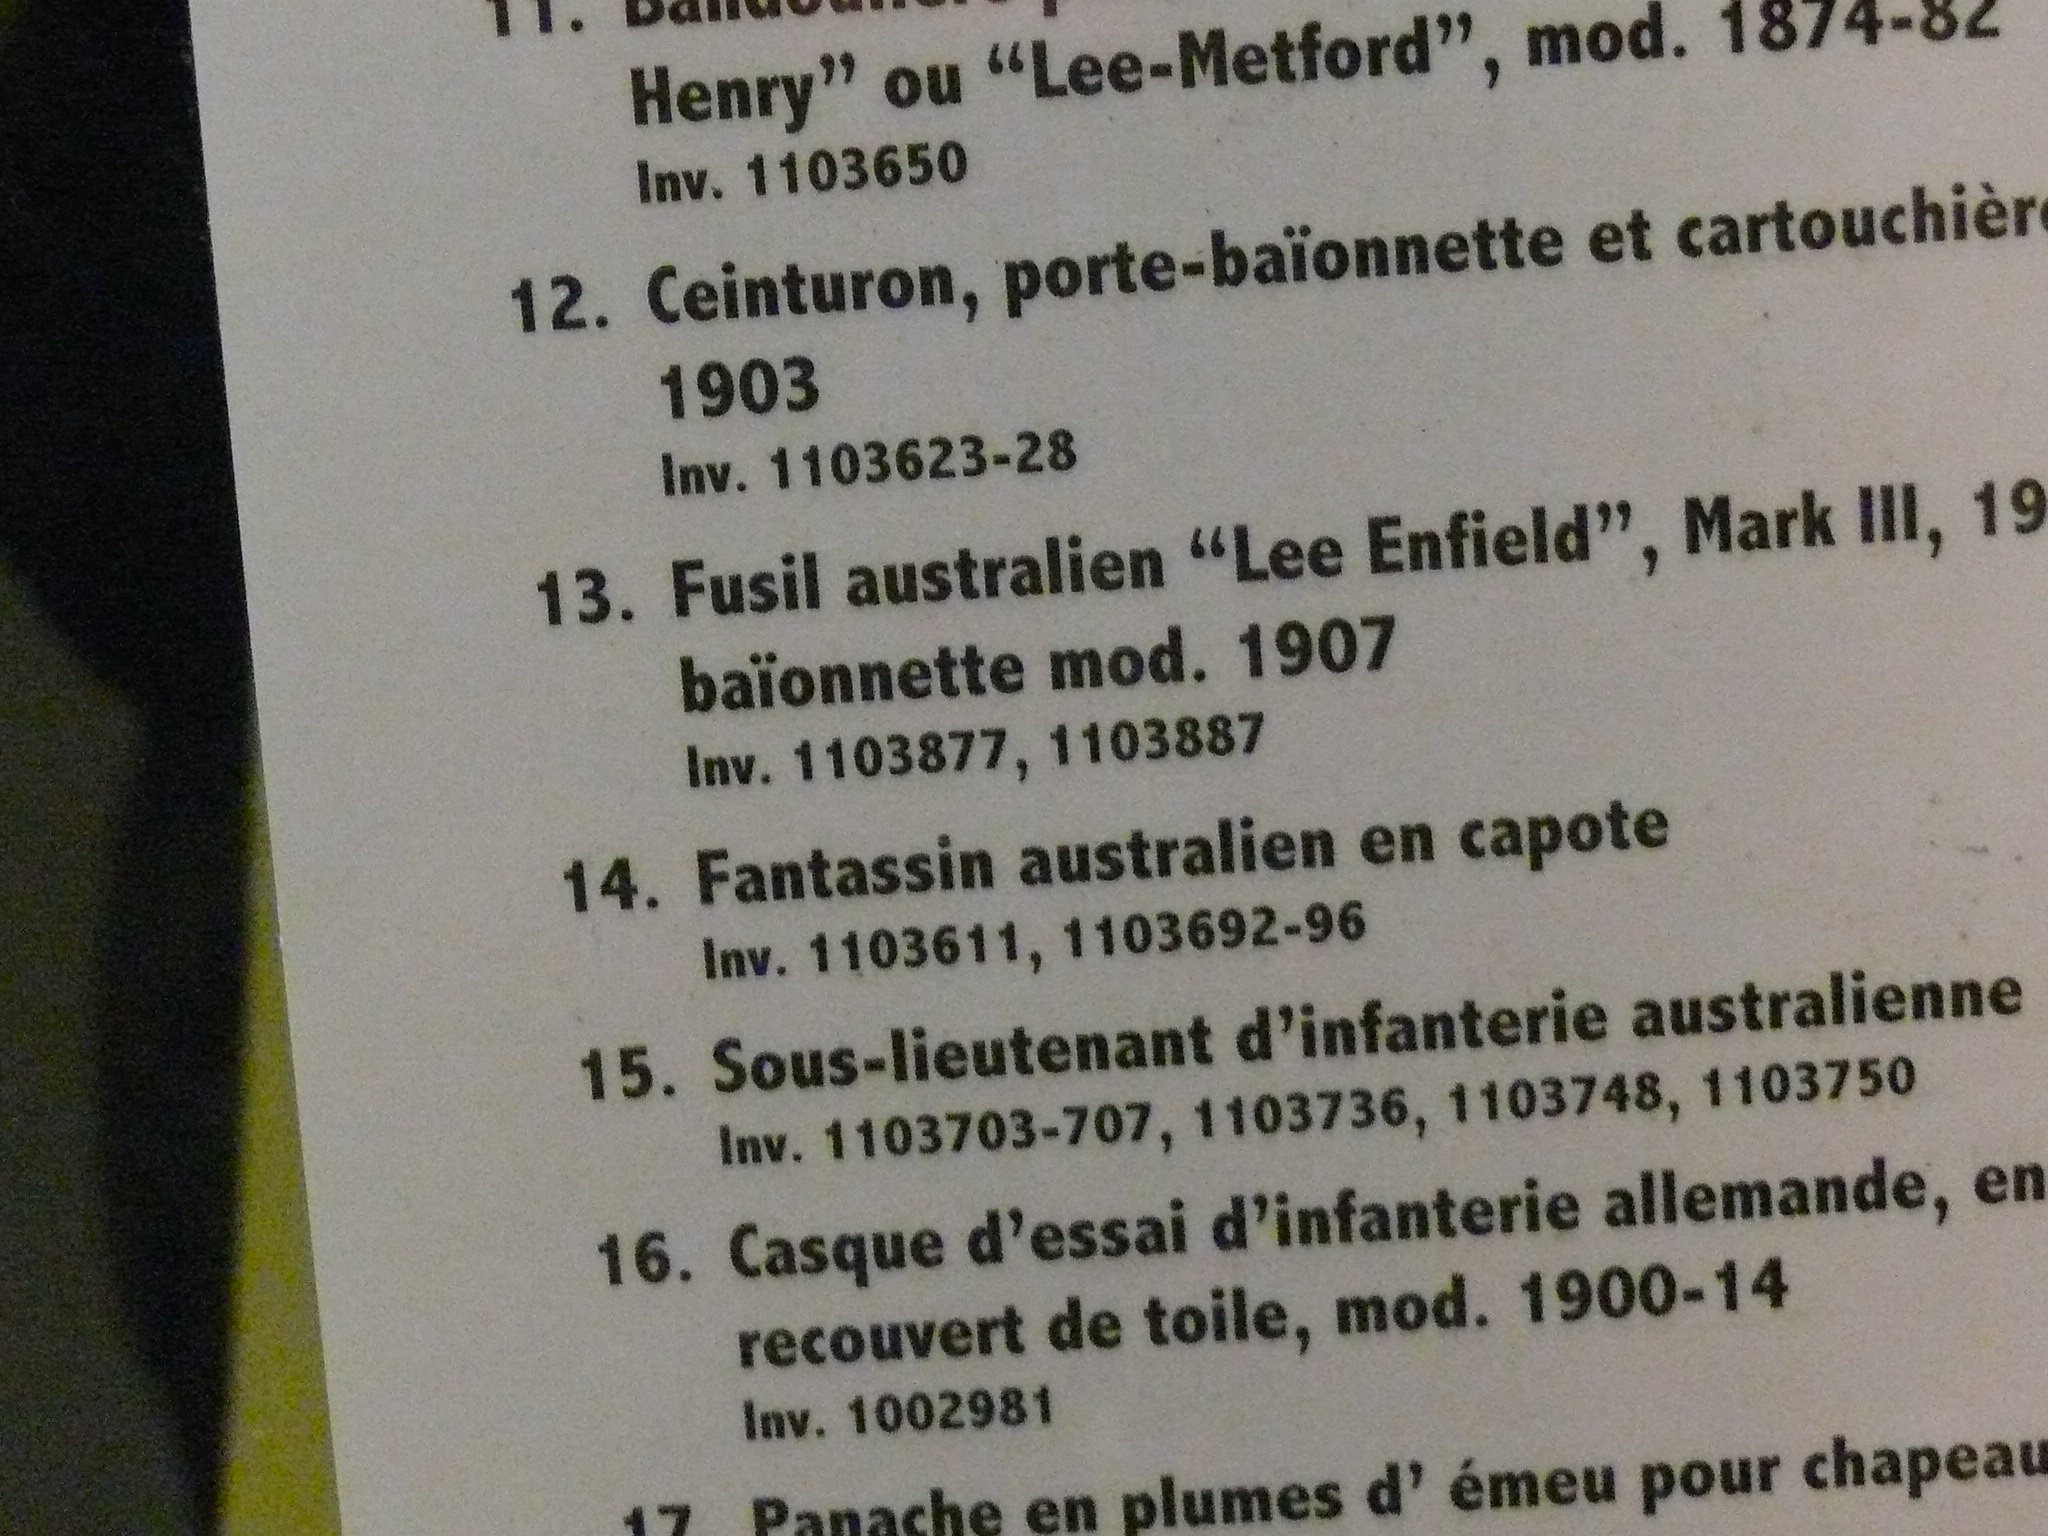 11. Bandoulière
Henry” ou “Lee-Metford”, mod. 1874-82
Inv. 1103650
12. Ceinturon, porte-baïonnette et cartouchière
1903
Inv. 1103623-28
13. Fusil australien “Lee Enfield”, Mark III, 19
baïonnette mod. 1907
Inv. 1103877, 1103887
14. Fantassin australien en capote
Inv. 1103611, 1103692-96
15. Sous-lieutenant d’infanterie australienne
Inv. 1103703-707, 1103736, 1103748, 1103750
16. Casque d’essai d’infanterie allemande, en
recouvert de toile, mod. 1900-14
Inv. 1002981
17. Panache en plumes d’ émeu pour chapeau